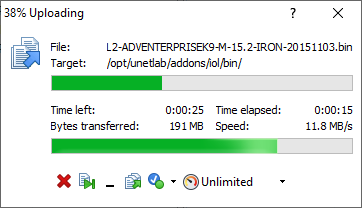 38% Uploading
File: L2-ADVENTERPRISEK9-M-15.2-IRON-20151103.bin
Target: /opt/unetlab/addons/iol/bin/
Time left: 0:00:25 Time elapsed: 0:00:15
Bytes transferred: 191 MB Speed: 11.8 MB/s
Unlimited